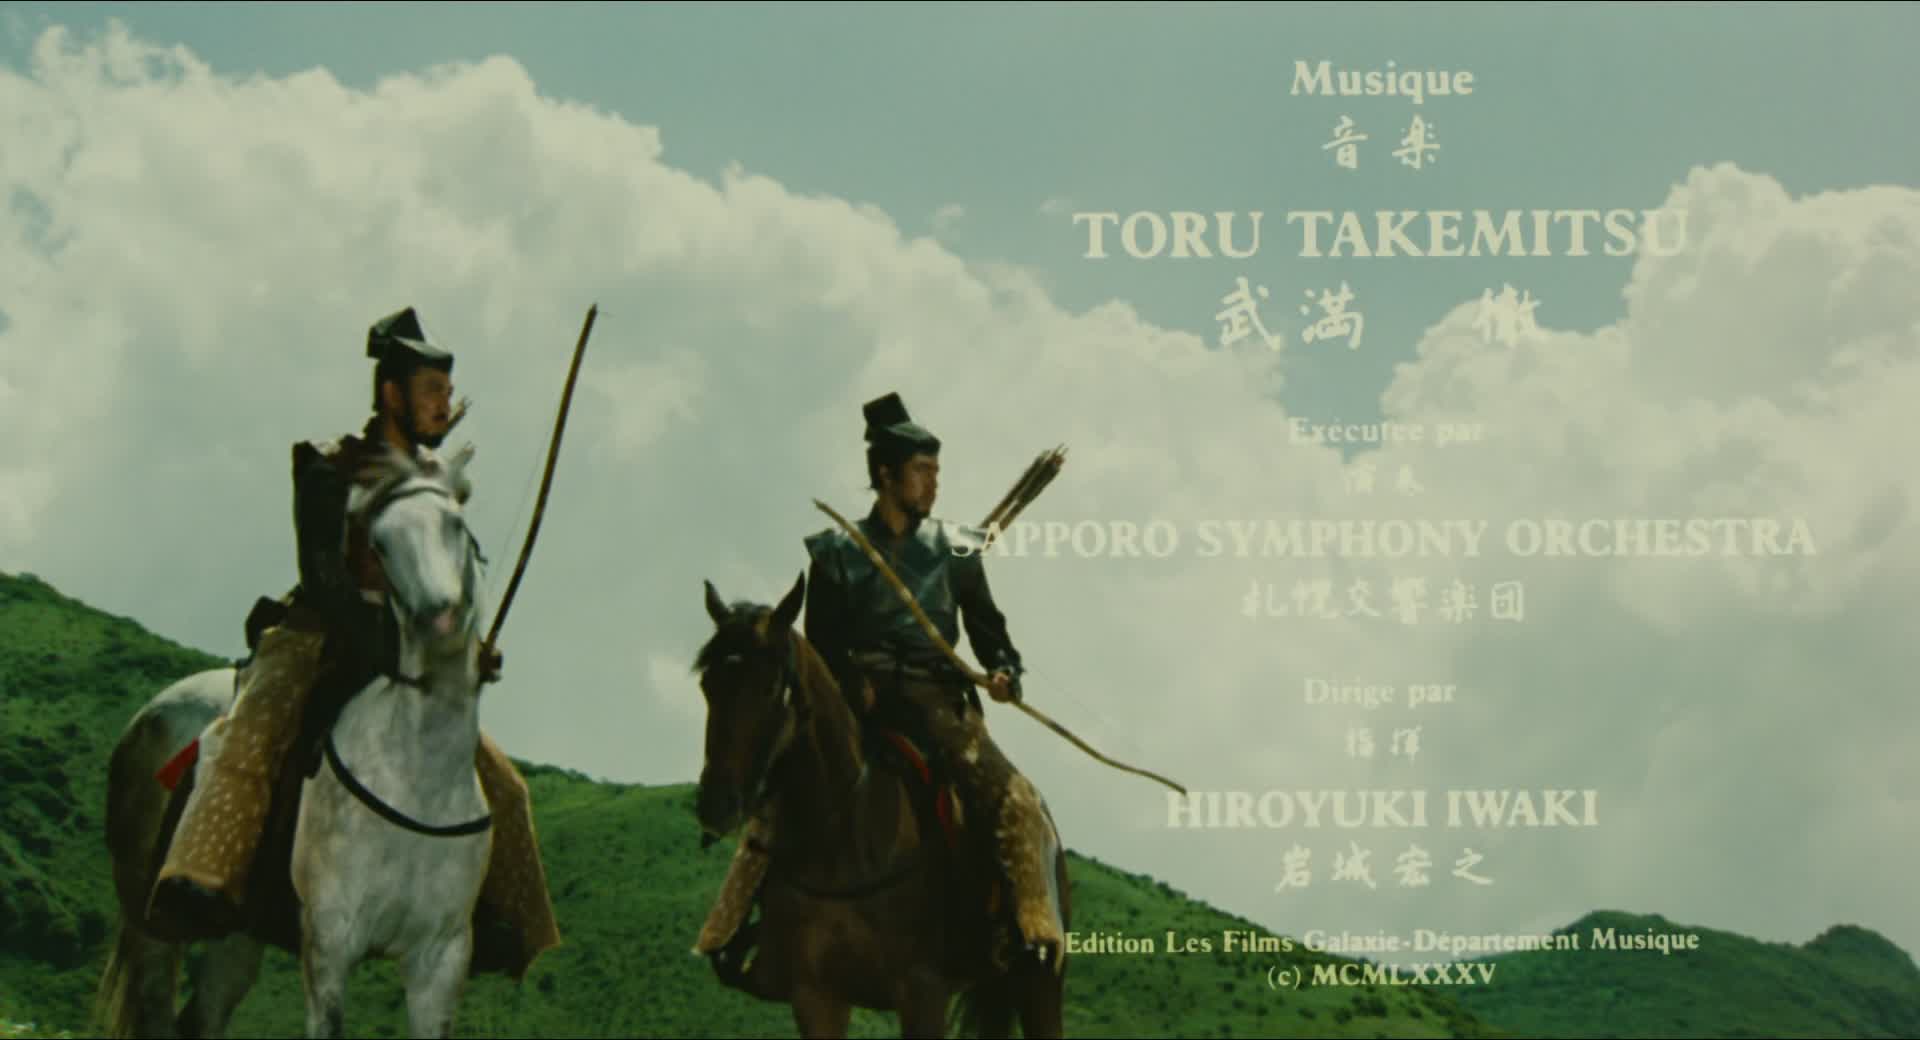 Musique
音楽
TORU TAKEMITSU
武満 徹
Exécutée par
演奏
SAPPORO SYMPHONY ORCHESTRA
札幌交響楽団
Dirige par
指揮
HIROYUKI IWAKI
岩城宏之
Edition Les Films Galaxie-Département Musique
(c) MCMLXXXV